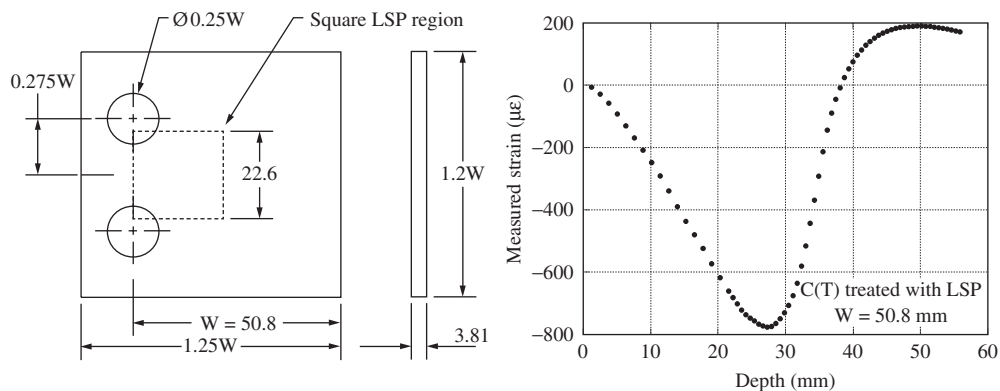 Ø0.25W
Square LSP region
0.275W
22.6
1.2W
W = 50.8
1.25W
3.81
Measured strain (με)
200
0
−200
−400
−600
−800
0
10
20
30
40
50
60
Depth (mm)
C(T) treated with LSP
W = 50.8 mm